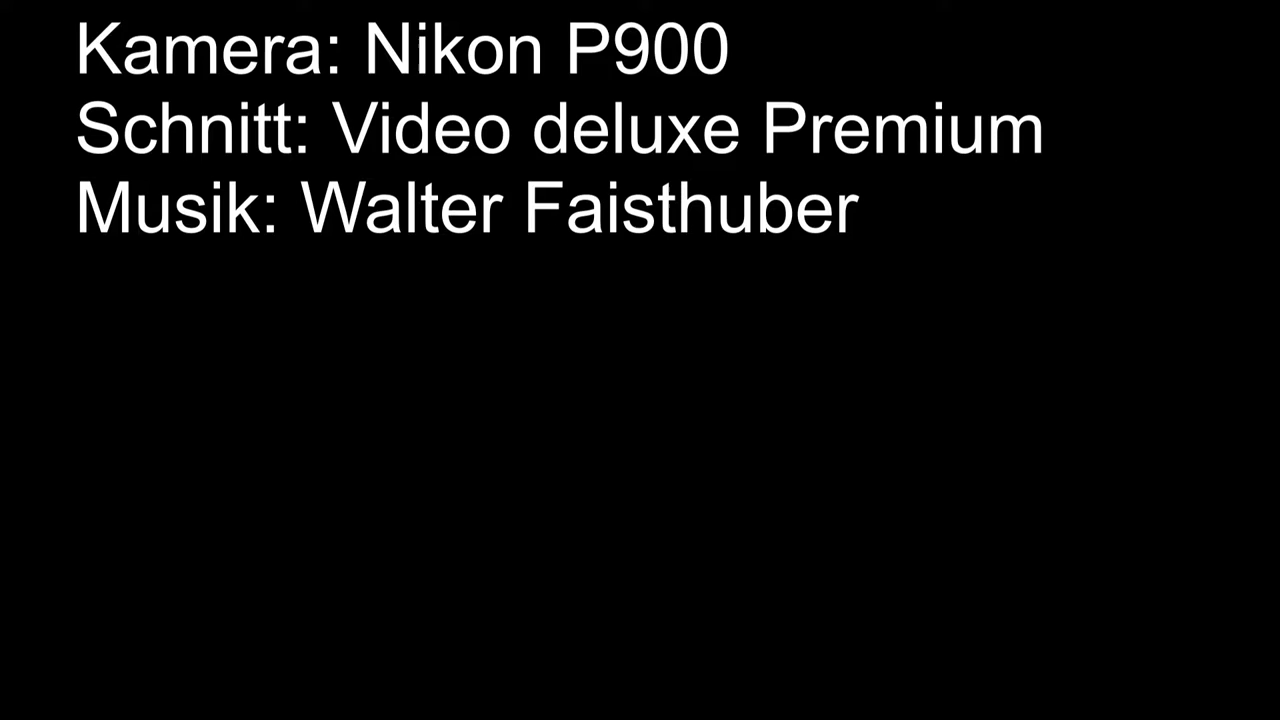 Kamera: Nikon P900
Schnitt: Video deluxe Premium
Musik: Walter Faisthuber